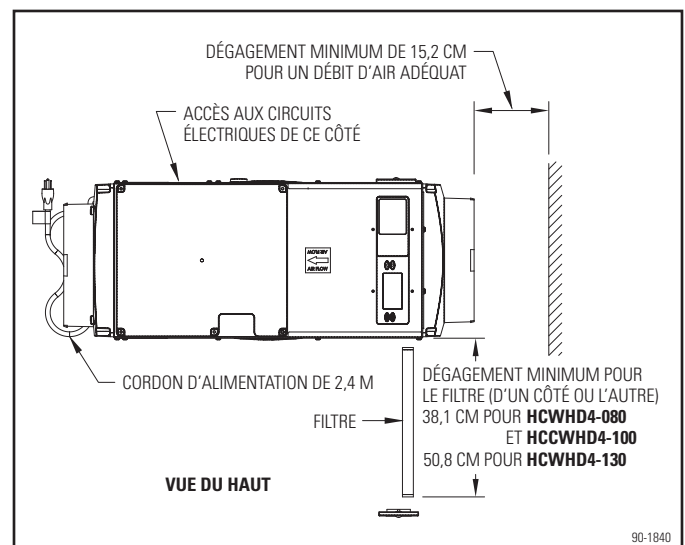 DÉGAGEMENT MINIMUM DE 15,2 CM
POUR UN DÉBIT D'AIR ADÉQUAT
ACCÈS AUX CIRCUITS
ÉLECTRIQUES DE CE CÔTÉ
AIRFLOW
AIR FLOW
CORDON D'ALIMENTATION DE 2,4 M
DÉGAGEMENT MINIMUM POUR
LE FILTRE (D'UN CÔTÉ OU L'AUTRE)
38,1 CM POUR HCWHD4-080
ET HCCWHD4-100
50,8 CM POUR HCWHD4-130
FILTRE
VUE DU HAUT
90-1840